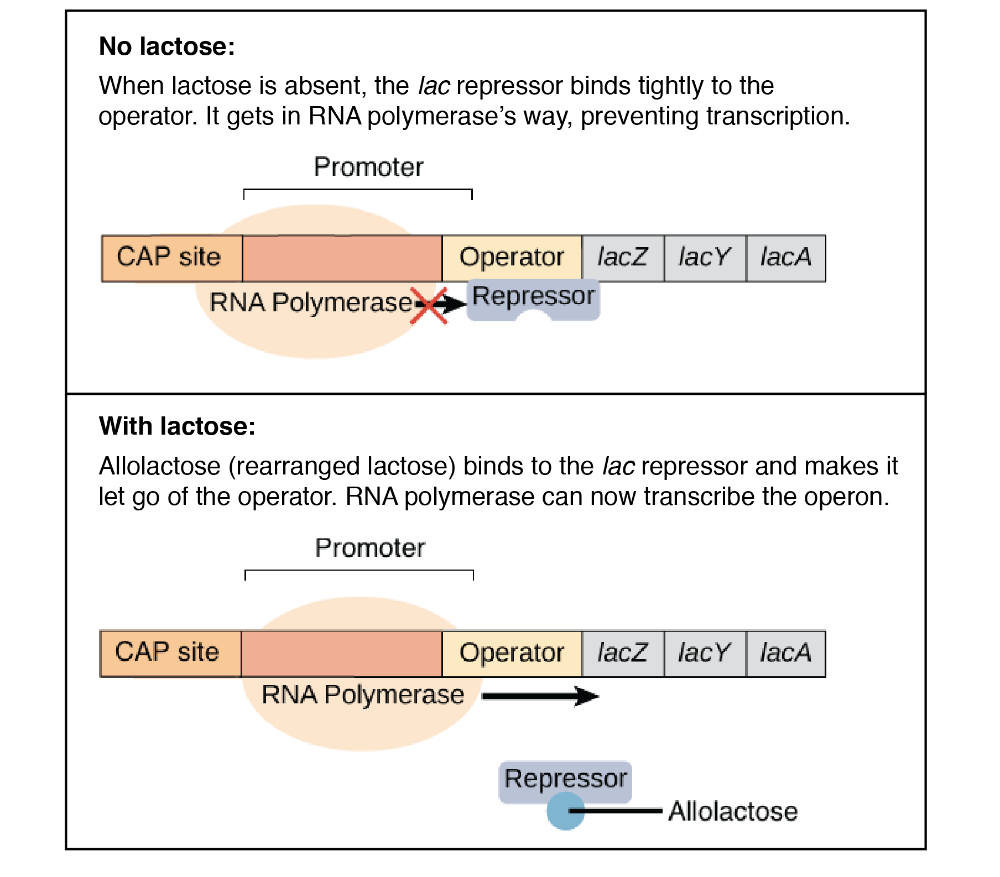 No lactose:
When lactose is absent, the lac repressor binds tightly to the
operator. It gets in RNA polymerase’s way, preventing transcription.
Promoter
CAP site Operator lacZ lacY lacA
RNA Polymerase Repressor
With lactose:
Allolactose (rearranged lactose) binds to the lac repressor and makes it
let go of the operator. RNA polymerase can now transcribe the operon.
Promoter
CAP site Operator lacZ lacY lacA
RNA Polymerase
Repressor
Allolactose